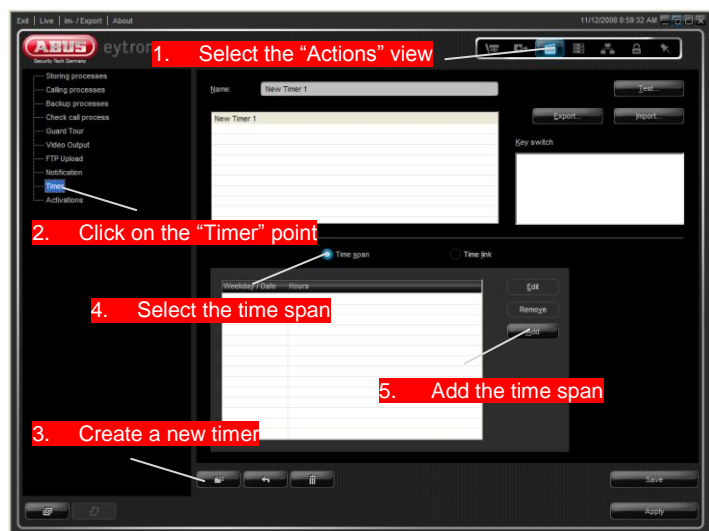 Exit | Live | Im- / Export | About
11/12/2008 8:59:32 AM
ABUS
Security Tech Germany
eytron
1. Select the “Actions” view
Storing processes
Calling processes
Backup processes
Check call process
Guard Tour
Video Output
FTP Upload
Notification
Timer
Activations
Name:
New Timer 1
Test...
New Timer 1
Export...
Import...
Key switch
2. Click on the “Timer” point
Time span
Time link
Weekday / Date
Hours
Edit
Remove
Add
4. Select the time span
5. Add the time span
3. Create a new timer
Save
Apply